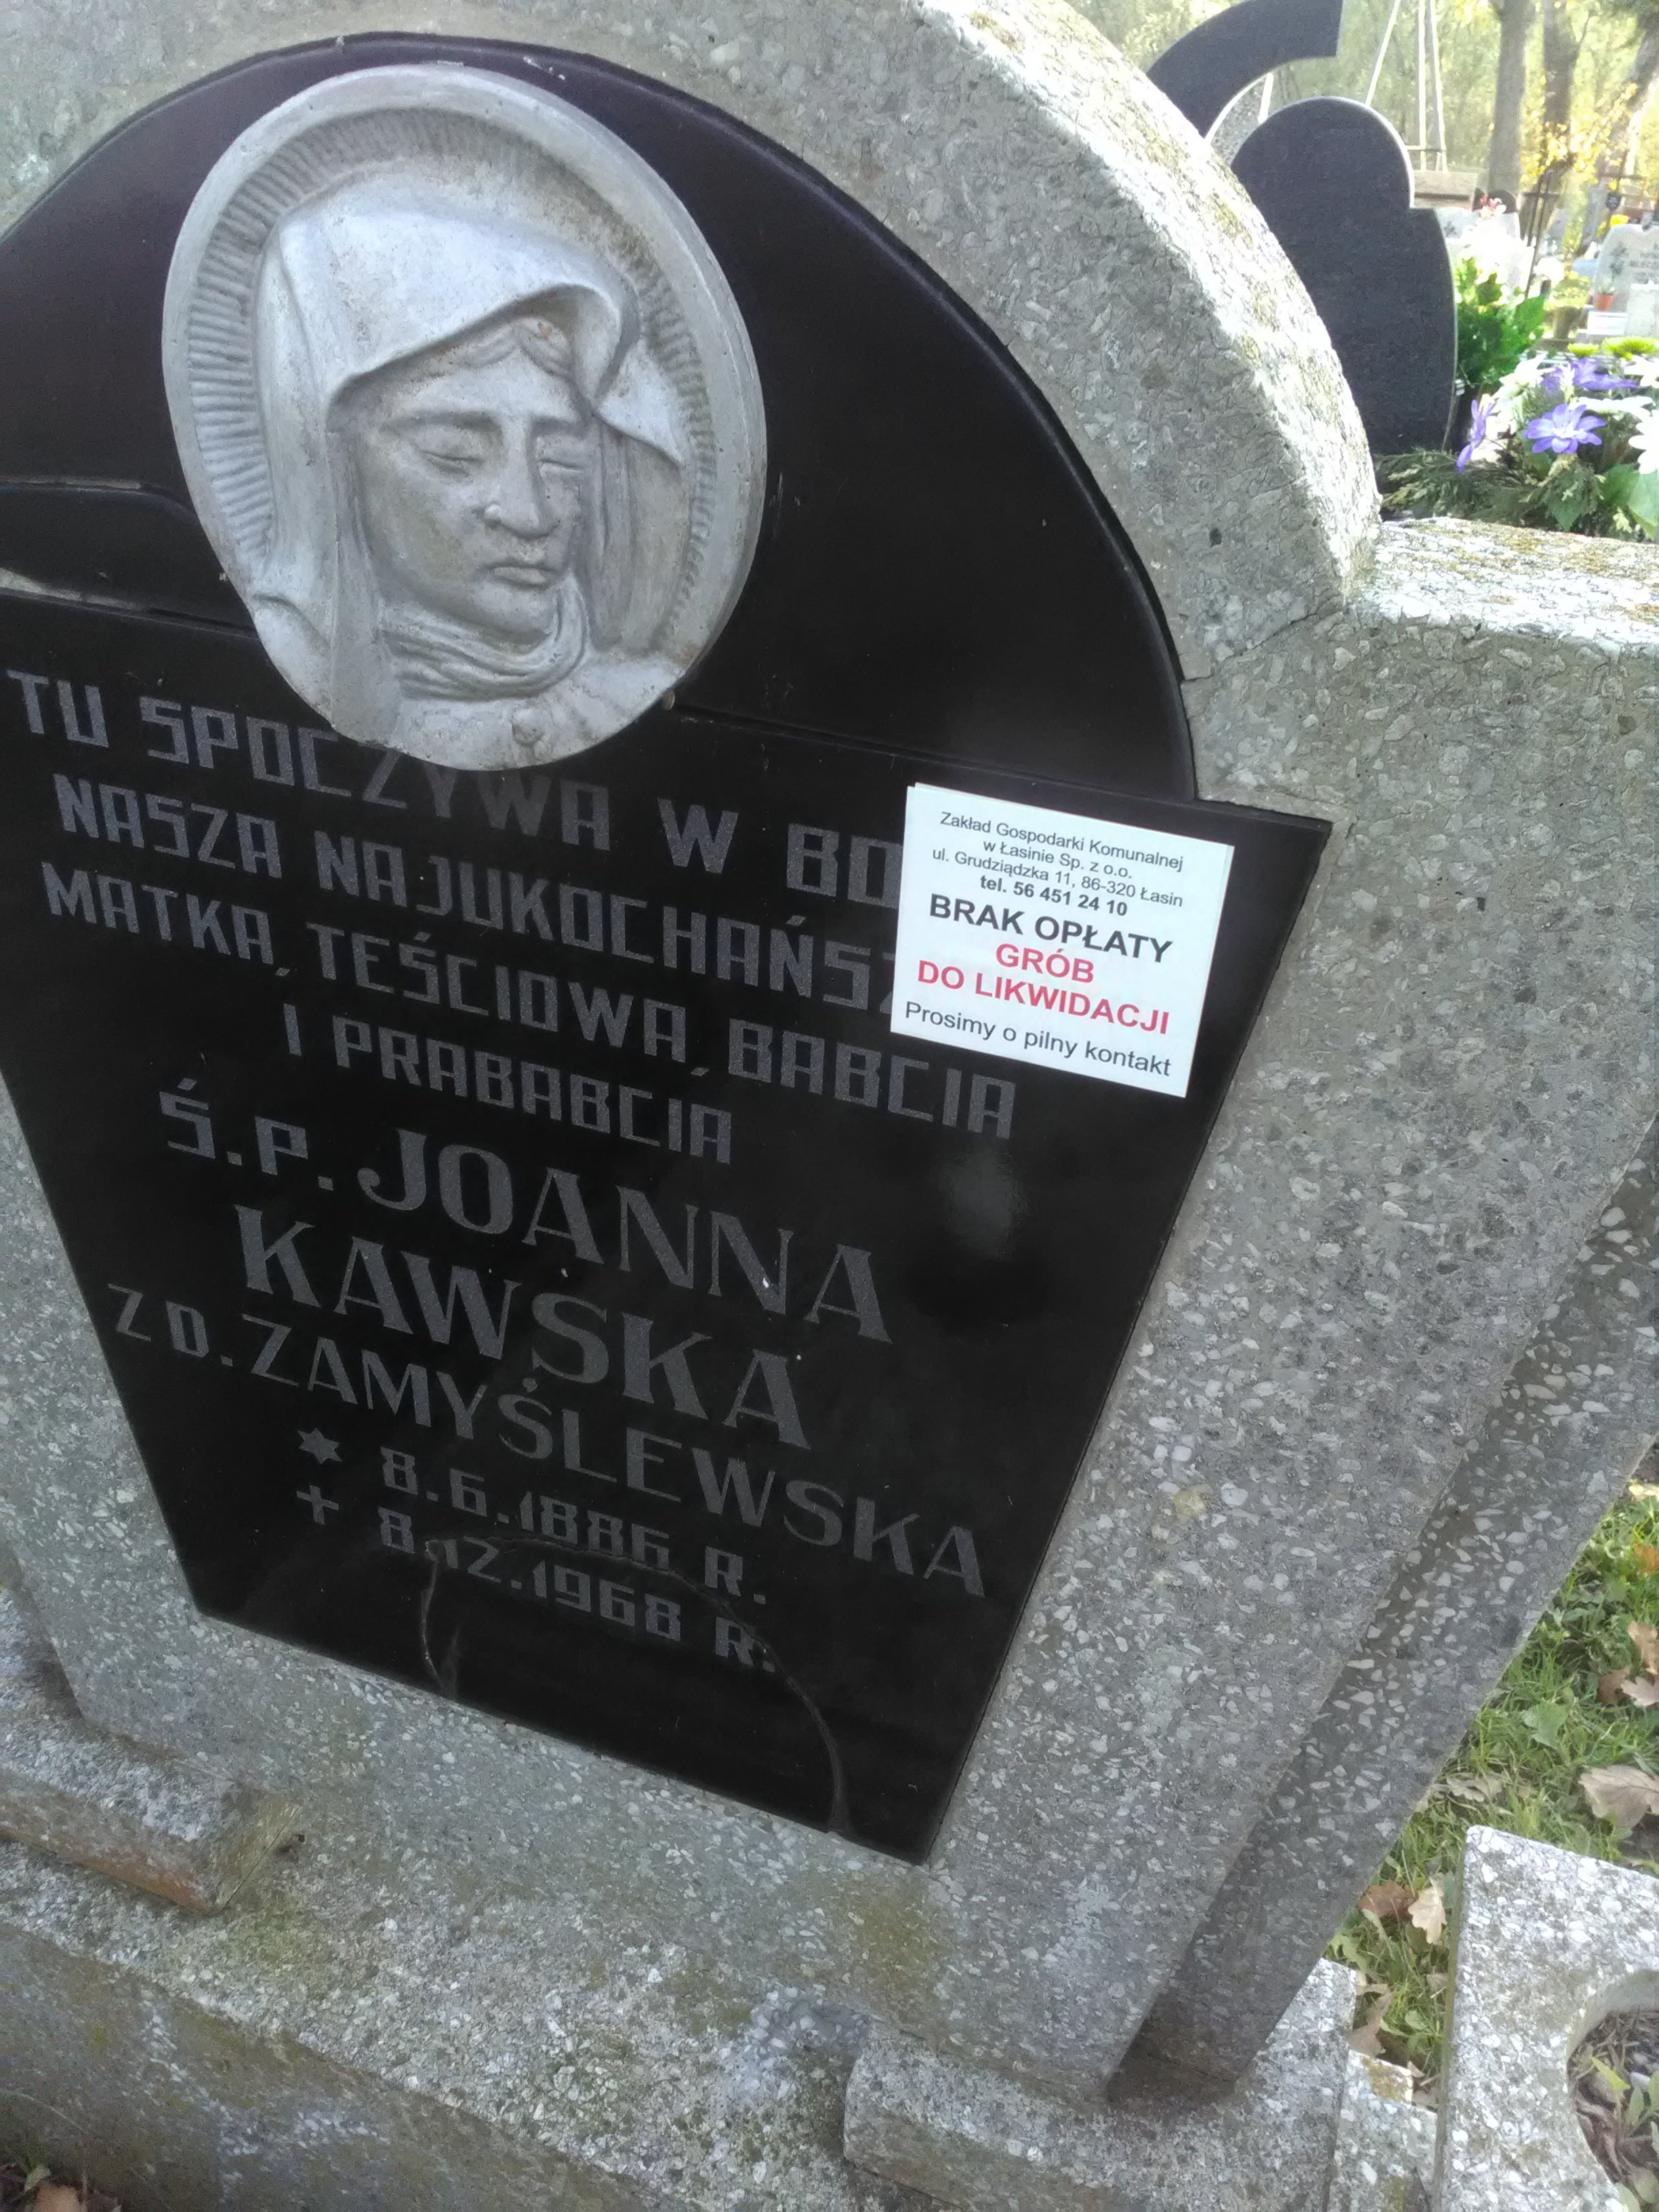 TU SPOCZYWA W BO
NASZA NAJUKOCHAŃSZ
MATKA, TEŚCIOWA, BABCIA
I PRABABCIA
Ś.P. JOANNA
KAWSKA
Z D. ZAMYŚLEWSKA
* 8.6.1886 R.
+ 8.12.1968 R.
Zakład Gospodarki Komunalnej
w Łasinie Sp. z o.o.
ul. Grudziądzka 11, 86-320 Łasin
tel. 56 451 24 10
BRAK OPŁATY
GRÓB
DO LIKWIDACJI
Prosimy o pilny kontakt